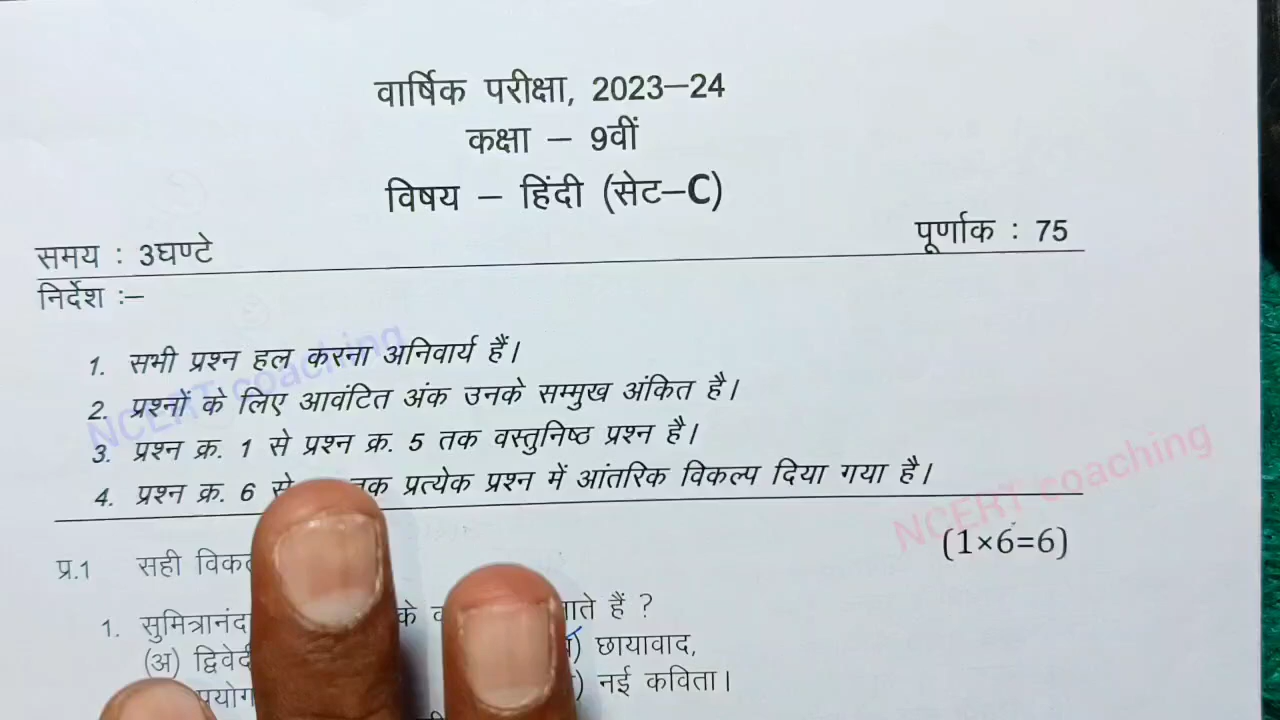 वार्षिक परीक्षा, 2023–24
कक्षा – 9वीं
विषय – हिंदी (सेट–C)
समय : 3घण्टे
पूर्णाक : 75
निर्देश :–
1. सभी प्रश्न हल करना अनिवार्य हैं।
2. प्रश्नों के लिए आवंटित अंक उनके सम्मुख अंकित है।
3. प्रश्न क्र. 1 से प्रश्न क्र. 5 तक वस्तुनिष्ठ प्रश्न है।
4. प्रश्न क्र. 6 से तक प्रत्येक प्रश्न में आंतरिक विकल्प दिया गया है।
NCERT coaching
NCERT coaching
प्र.1 सही (1×6=6)
1. के हैं ?
(अ) छायावाद,
नई कविता।